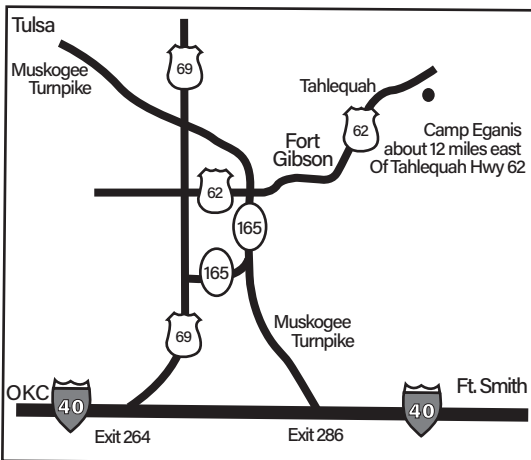 Tulsa
Muskogee
Turnpike
69
Tahlequah
62
Camp Eganis
about 12 miles east
Of Tahlequah Hwy 62
Fort
Gibson
62
165
165
69
Muskogee
Turnpike
OKC
40
Ft. Smith
40
Exit 264
Exit 286